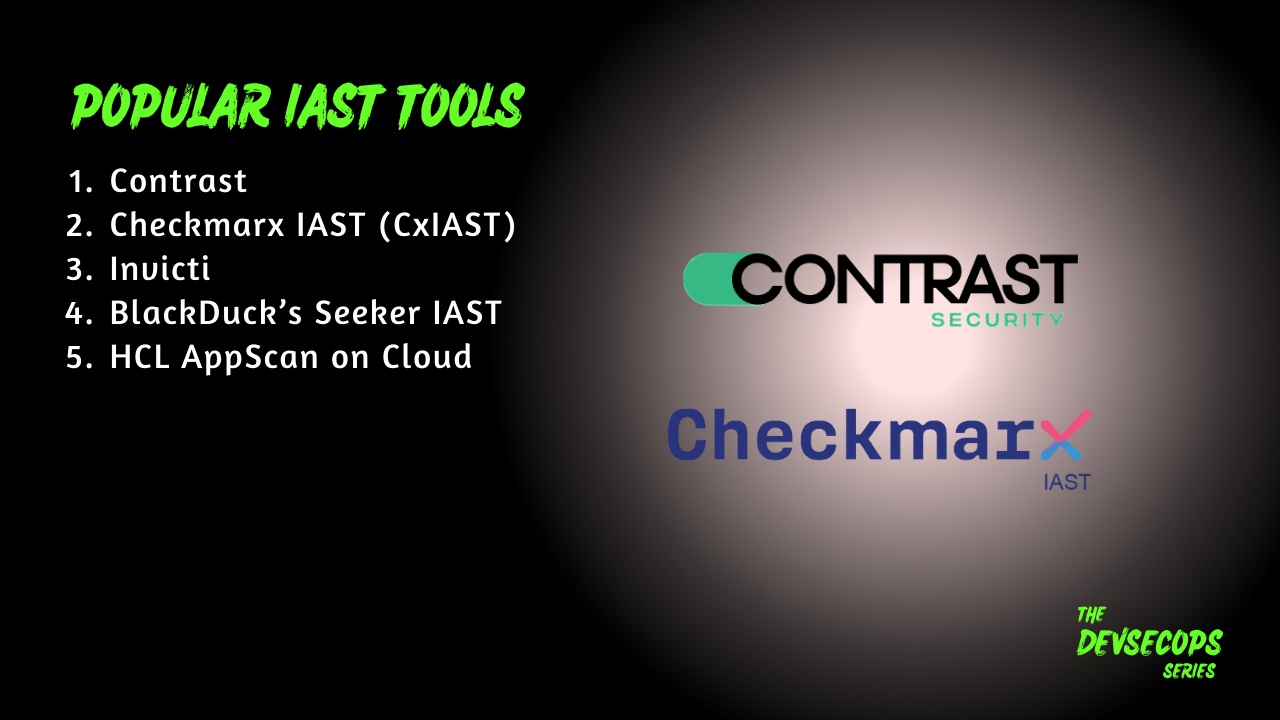 POPULAR IAST TOOLS
1. Contrast
2. Checkmarx IAST (CxIAST)
3. Invicti
4. BlackDuck’s Seeker IAST
5. HCL AppScan on Cloud
CONTRAST
SECURITY
Checkmarx
IAST
THE
DEVSECOPS
SERIES